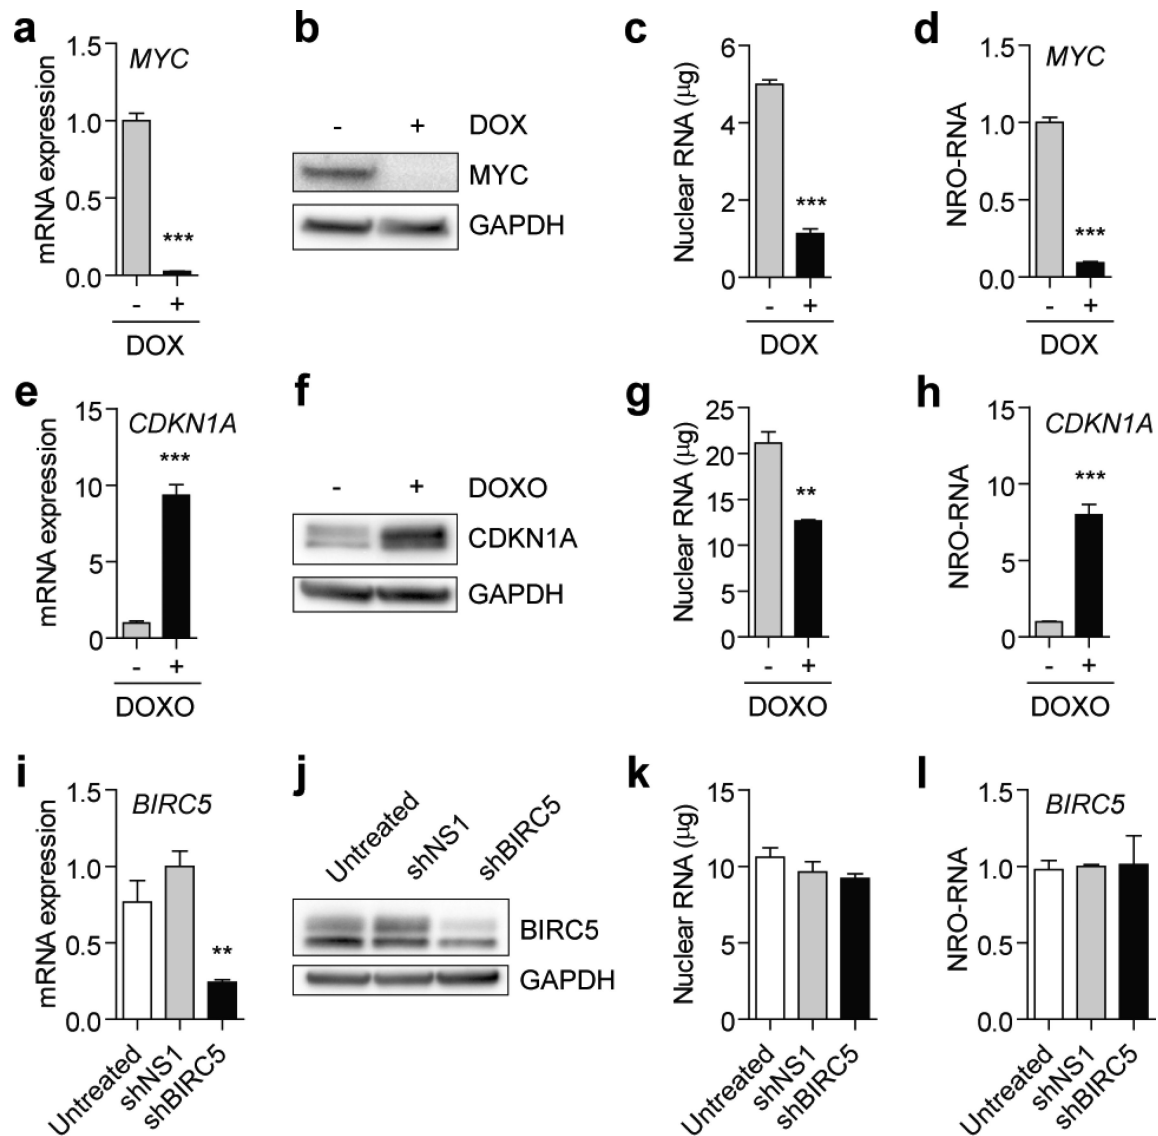 a
mRNA expression
1.5
1.0
0.5
0.0
MYC
***
- +
DOX
b
- + DOX
MYC
GAPDH
c
Nuclear RNA (µg)
6
4
2
0
***
- +
DOX
d
NRO-RNA
1.5
1.0
0.5
0.0
MYC
***
- +
DOX
e
mRNA expression
15
10
5
0
CDKN1A
***
- +
DOXO
f
- + DOXO
CDKN1A
GAPDH
g
Nuclear RNA (µg)
25
20
15
10
5
0
**
- +
DOXO
h
NRO-RNA
15
10
5
0
CDKN1A
***
- +
DOXO
i
mRNA expression
1.5
1.0
0.5
0.0
BIRC5
**
Untreated
shNS1
shBIRC5
j
Untreated
shNS1
shBIRC5
BIRC5
GAPDH
k
Nuclear RNA (µg)
15
10
5
0
Untreated
shNS1
shBIRC5
l
NRO-RNA
1.5
1.0
0.5
0.0
BIRC5
Untreated
shNS1
shBIRC5